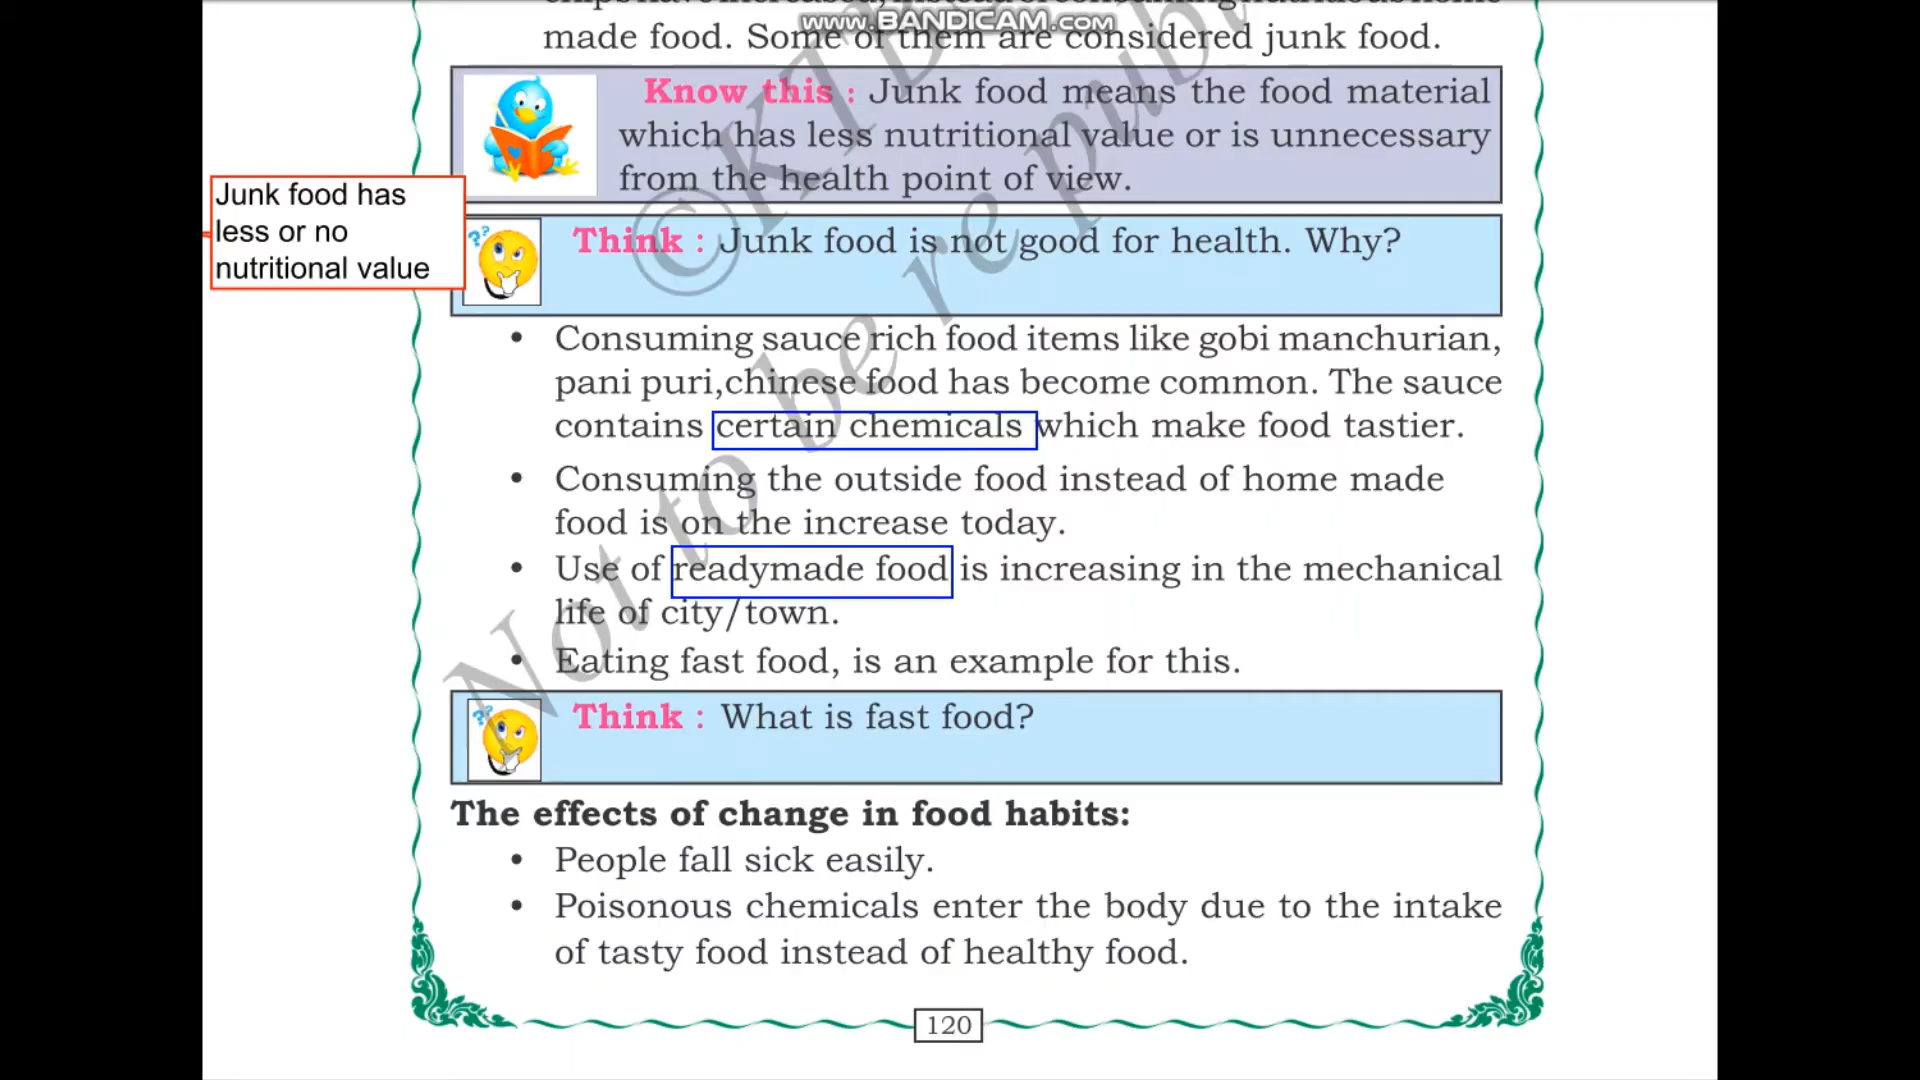 www.BANDICAM.com
made food. Some of them are considered junk food.
Know this : Junk food means the food material
which has less nutritional value or is unnecessary
from the health point of view.
Junk food has
less or no
nutritional value
Think : Junk food is not good for health. Why?
• Consuming sauce rich food items like gobi manchurian,
pani puri,chinese food has become common. The sauce
contains certain chemicals which make food tastier.
• Consuming the outside food instead of home made
food is on the increase today.
• Use of readymade food is increasing in the mechanical
life of city/town.
• Eating fast food, is an example for this.
Think : What is fast food?
The effects of change in food habits:
• People fall sick easily.
• Poisonous chemicals enter the body due to the intake
of tasty food instead of healthy food.
120
Not to be republ